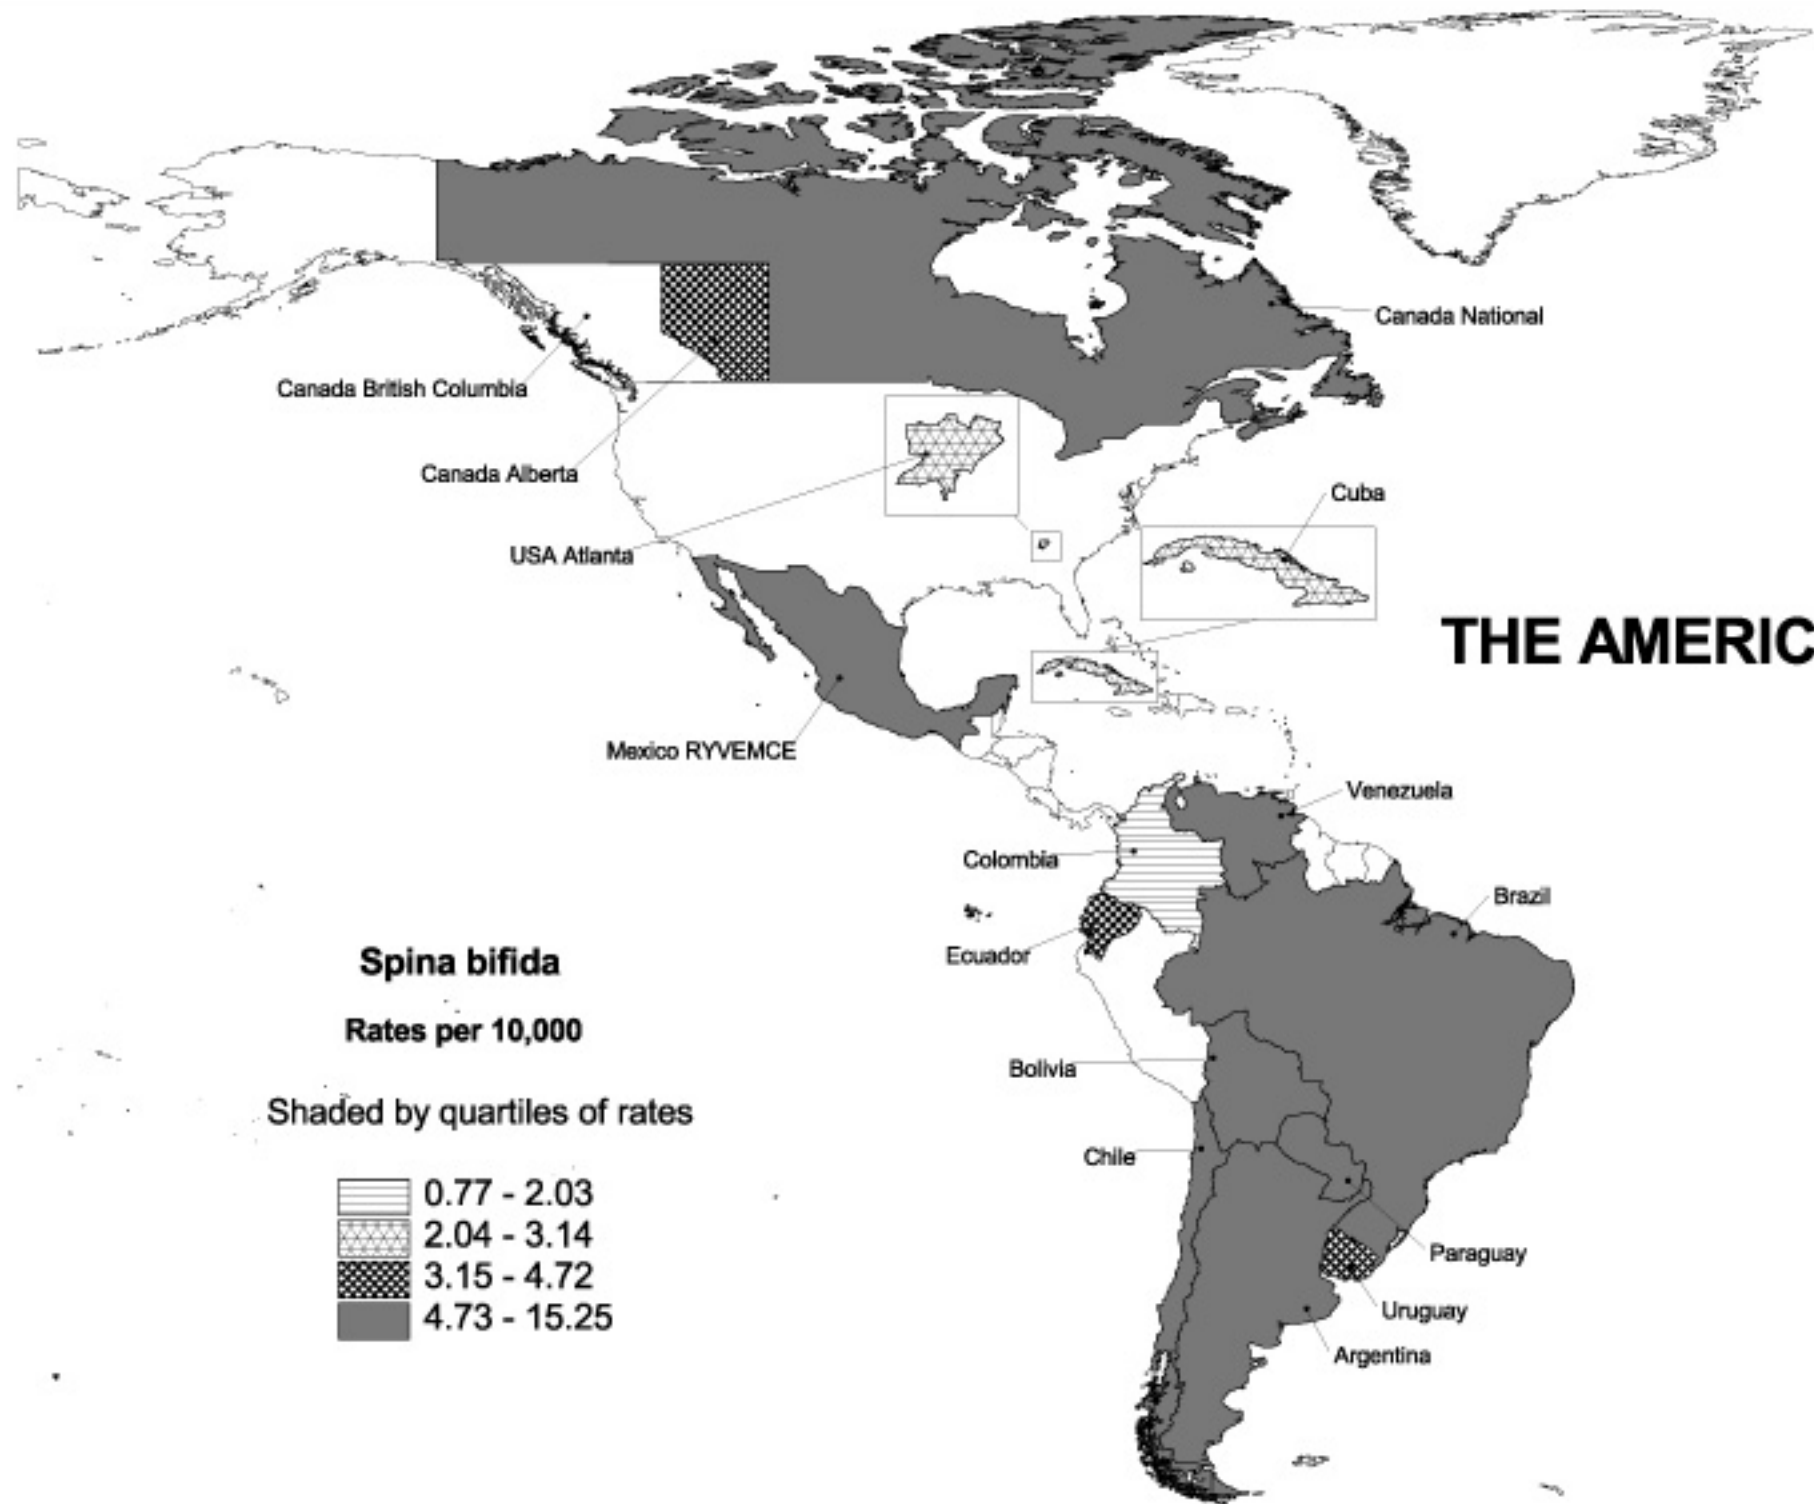 Canada National
Canada British Columbia
Canada Alberta
Cuba
USA Atlanta
THE AMERIC
Mexico RYVEMCE
Venezuela
Colombia
Brazil
Ecuador
Spina bifida
Rates per 10,000
Bolivia
Shaded by quartiles of rates
Chile
0.77 - 2.03
2.04 - 3.14
3.15 - 4.72
4.73 - 15.25
Paraguay
Uruguay
Argentina